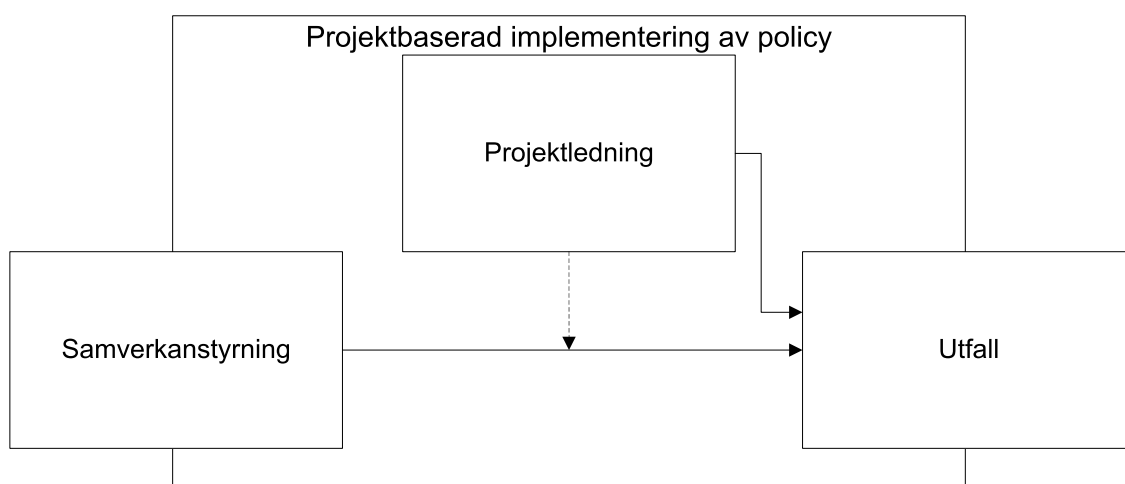 Projektbaserad implementering av policy
Projektledning
Samverkanstyrning
Utfall